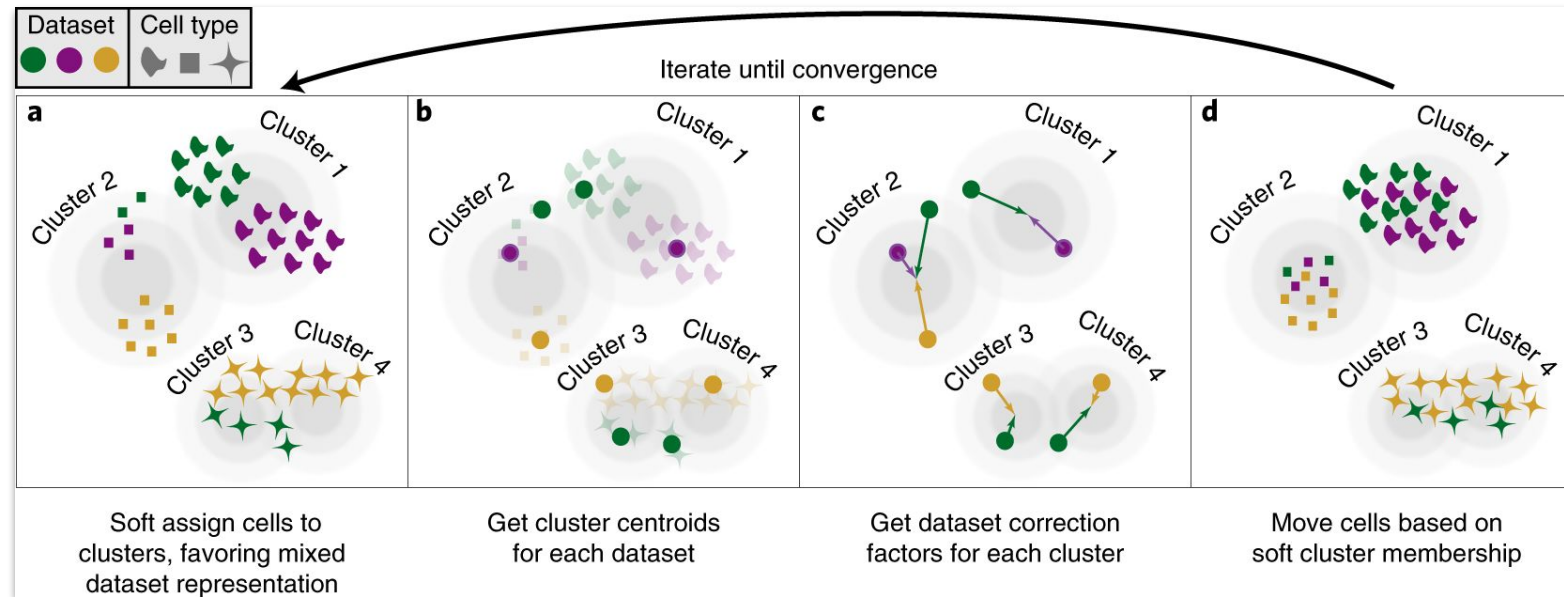 Dataset
Cell type
Iterate until convergence
a
Cluster 1
Cluster 2
Cluster 3
Cluster 4
b
Cluster 1
Cluster 2
Cluster 3
Cluster 4
c
Cluster 1
Cluster 2
Cluster 3
Cluster 4
d
Cluster 1
Cluster 2
Cluster 3
Cluster 4
Soft assign cells to
clusters, favoring mixed
dataset representation
Get cluster centroids
for each dataset
Get dataset correction
factors for each cluster
Move cells based on
soft cluster membership